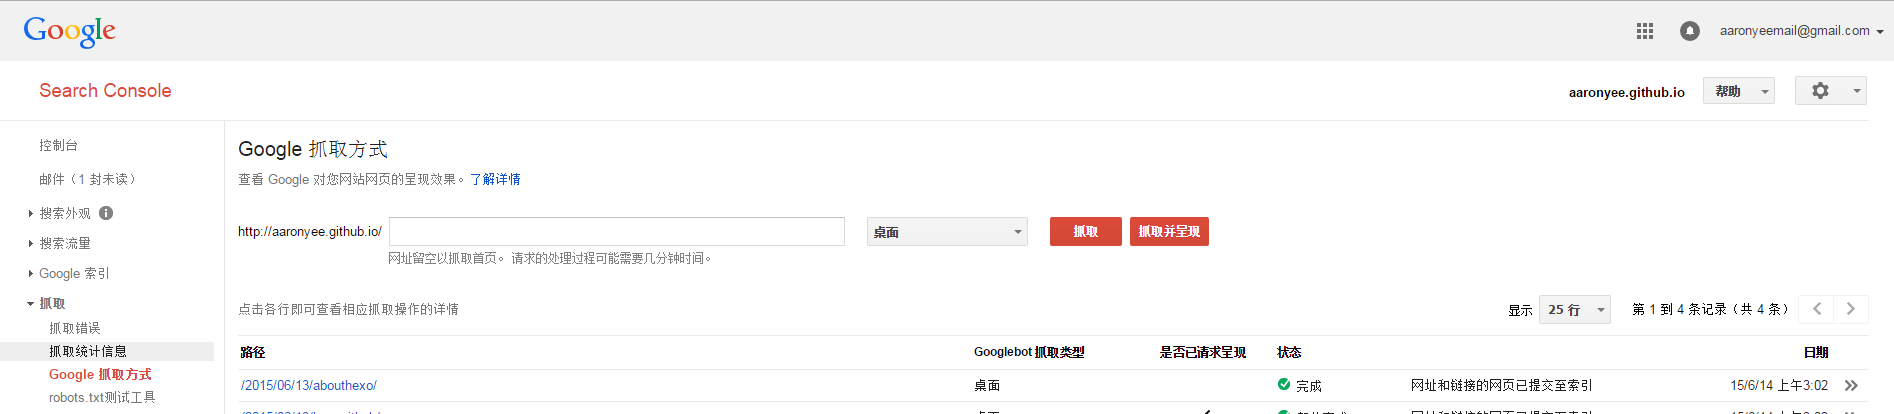 Google
aaronyeemail@gmail.com
Search Console
aaronyee.github.io
帮助
控制台
邮件（1 封未读）
搜索外观
搜索流量
Google 索引
抓取
抓取错误
抓取统计信息
Google 抓取方式
robots.txt测试工具
Google 抓取方式
查看 Google 对您网站网页的呈现效果。了解详情
http://aaronyee.github.io/
桌面
抓取
抓取并呈现
网址留空以抓取首页。 请求的处理过程可能需要几分钟时间。
点击各行即可查看相应抓取操作的详情
显示 25 行 第 1 到 4 条记录（共 4 条）
路径 Googlebot 抓取类型 是否已请求呈现 状态 日期
/2015/06/13/abouthexo/ 桌面 完成 网址和链接的网页已提交至索引 15/6/14 上午3:02